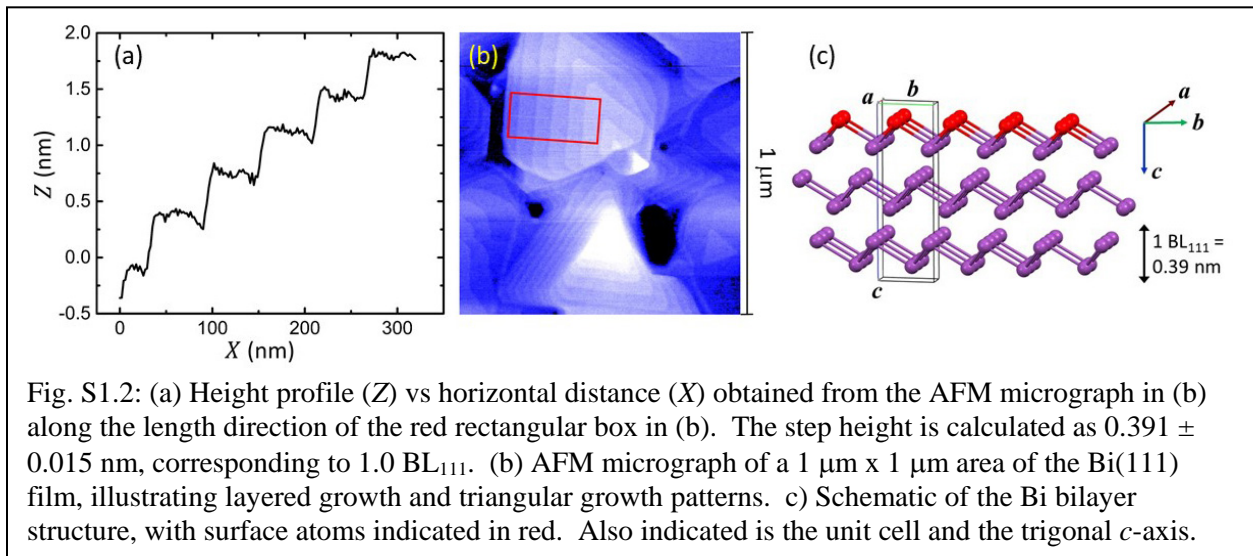 (a)
2.0
1.5
1.0
0.5
0.0
-0.5
Z (nm)
0 100 200 300
X (nm)
(b)
1 μm
(c)
a b
c
a
b
c
1 BL₁₁₁ =
0.39 nm
Fig. S1.2: (a) Height profile (Z) vs horizontal distance (X) obtained from the AFM micrograph in (b)
along the length direction of the red rectangular box in (b). The step height is calculated as 0.391 ±
0.015 nm, corresponding to 1.0 BL₁₁₁. (b) AFM micrograph of a 1 μm x 1 μm area of the Bi(111)
film, illustrating layered growth and triangular growth patterns. c) Schematic of the Bi bilayer
structure, with surface atoms indicated in red. Also indicated is the unit cell and the trigonal c-axis.